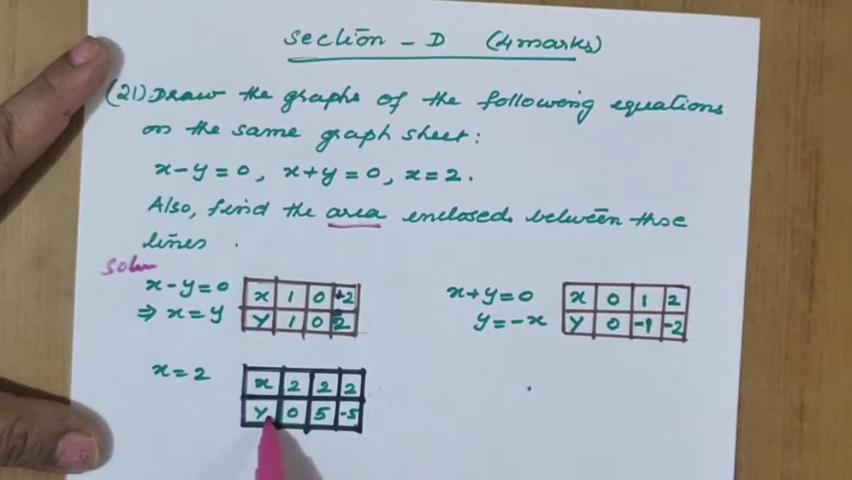 Section - D (4marks)
(21) Draw the graphs of the following equations
on the same graph sheet:
x-y=0, x+y=0, x=2.
Also, find the area enclosed between thse
lines.
Soln
x-y=0
⇒ x=y
x 1 0 +2
y 1 0 2
x+y=0
y=-x
x 0 1 2
y 0 -1 -2
x=2
x 2 2 2
y 0 5 -5